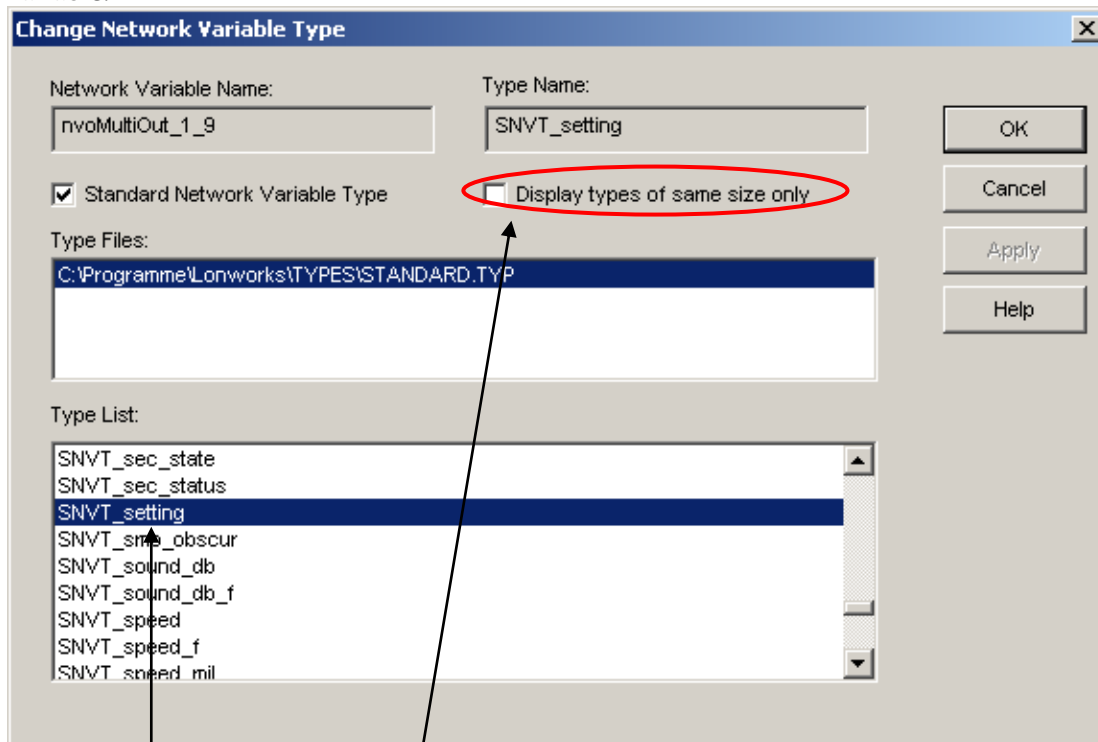 Change Network Variable Type
Network Variable Name:
Type Name:
nvoMultiOut_1_9
SNVT_setting
OK
Standard Network Variable Type
Display types of same size only
Cancel
Type Files:
Apply
C:\Programme\Lonworks\TYPES\STANDARD.TYP
Help
Type List:
SNVT_sec_state
SNVT_sec_status
SNVT_setting
SNVT_smo_obscur
SNVT_sound_db
SNVT_sound_db_f
SNVT_speed
SNVT_speed_f
SNVT_speed_mil